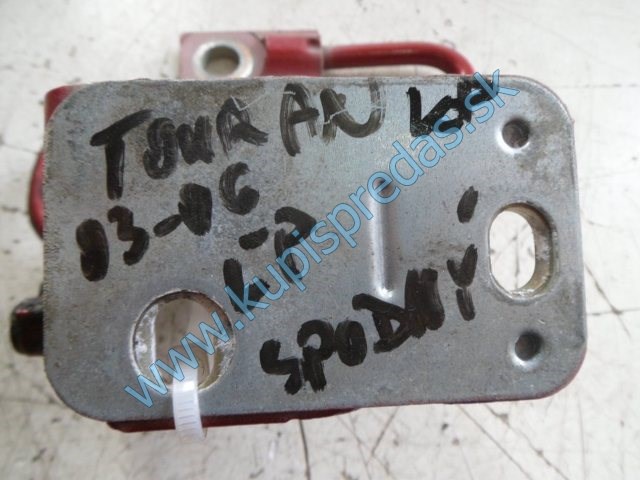 TOURAN
03-06
L-P
SPODNÝ
www.kupispredas.sk